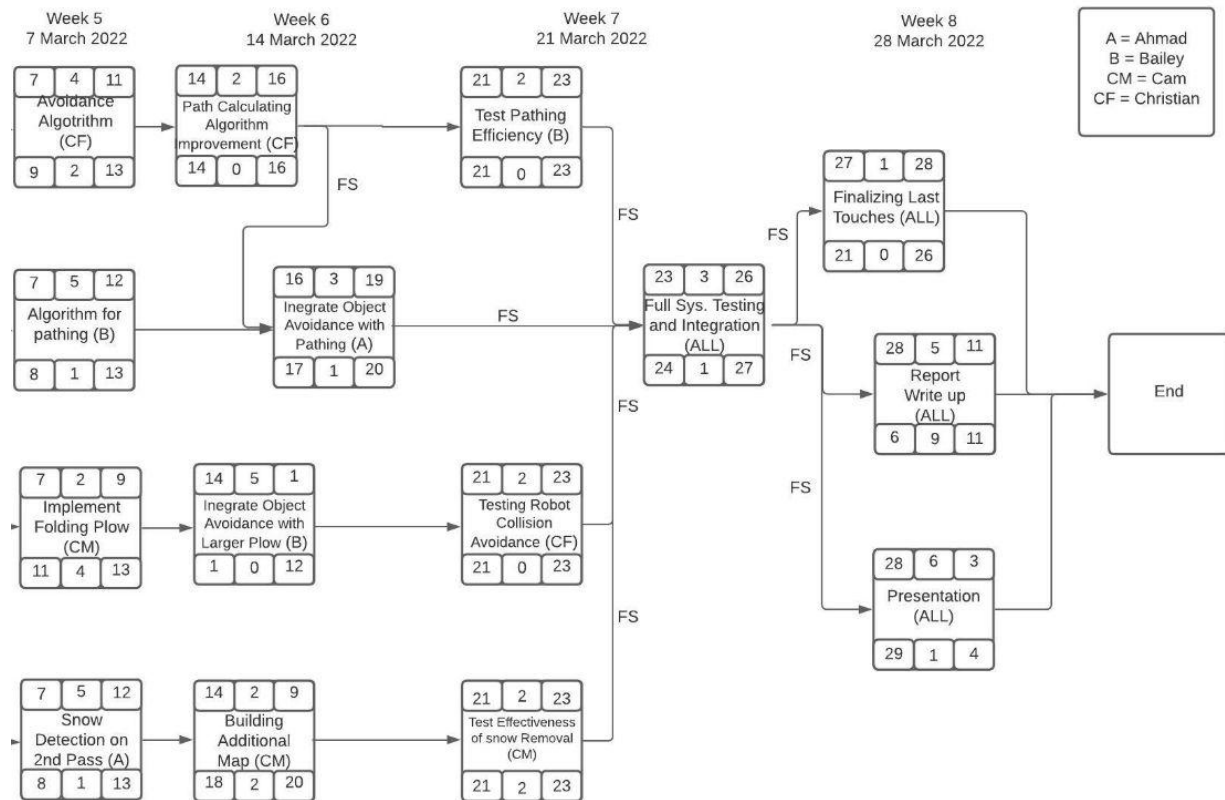 Week 5
7 March 2022
Week 6
14 March 2022
Week 7
21 March 2022
Week 8
28 March 2022
A = Ahmad
B = Bailey
CM = Cam
CF = Christian
7 4 11
Avoidance
Algotrithm
(CF)
9 2 13
14 2 16
Path Calculating
Algorithm
Improvement (CF)
14 0 16
FS
21 2 23
Test Pathing
Efficiency (B)
21 0 23
FS
27 1 28
Finalizing Last
Touches (ALL)
21 0 26
FS
7 5 12
Algorithm for
pathing (B)
8 1 13
16 3 19
Inegrate Object
Avoidance with
Pathing (A)
17 1 20
FS
23 3 26
Full Sys. Testing
and Integration
(ALL)
24 1 27
FS
28 5 11
Report
Write up
(ALL)
6 9 11
End
FS
7 2 9
Implement
Folding Plow
(CM)
11 4 13
14 5 1
Inegrate Object
Avoidance with
Larger Plow (B)
1 0 12
21 2 23
Testing Robot
Collision
Avoidance (CF)
21 0 23
FS
28 6 3
Presentation
(ALL)
29 1 4
FS
7 5 12
Snow
Detection on
2nd Pass (A)
8 1 13
14 2 9
Building
Additional
Map (CM)
18 2 20
21 2 23
Test Effectiveness
of snow Removal
(CM)
21 2 23